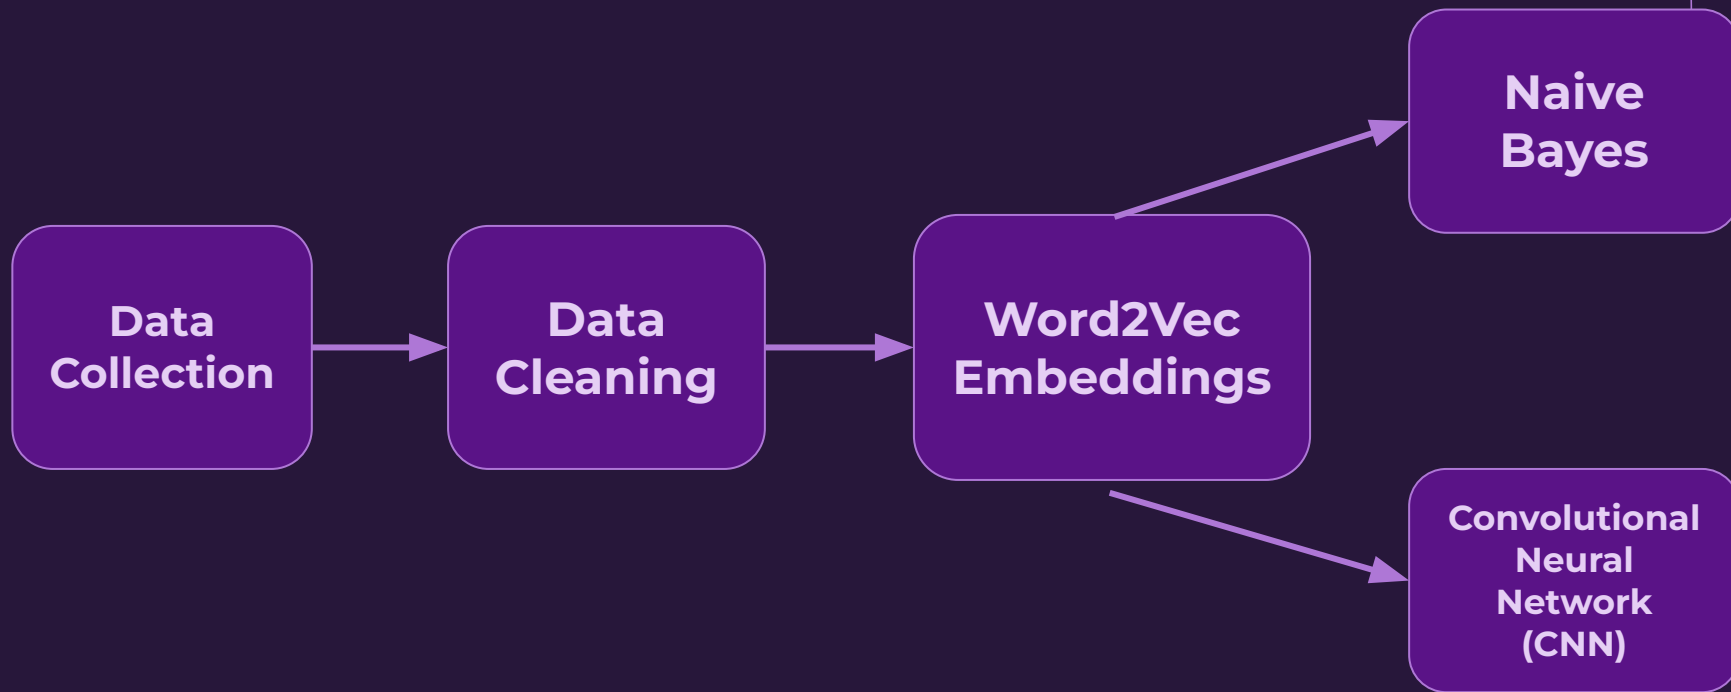 Data
Collection
Data
Cleaning
Word2Vec
Embeddings
Naive
Bayes
Convolutional
Neural
Network
(CNN)